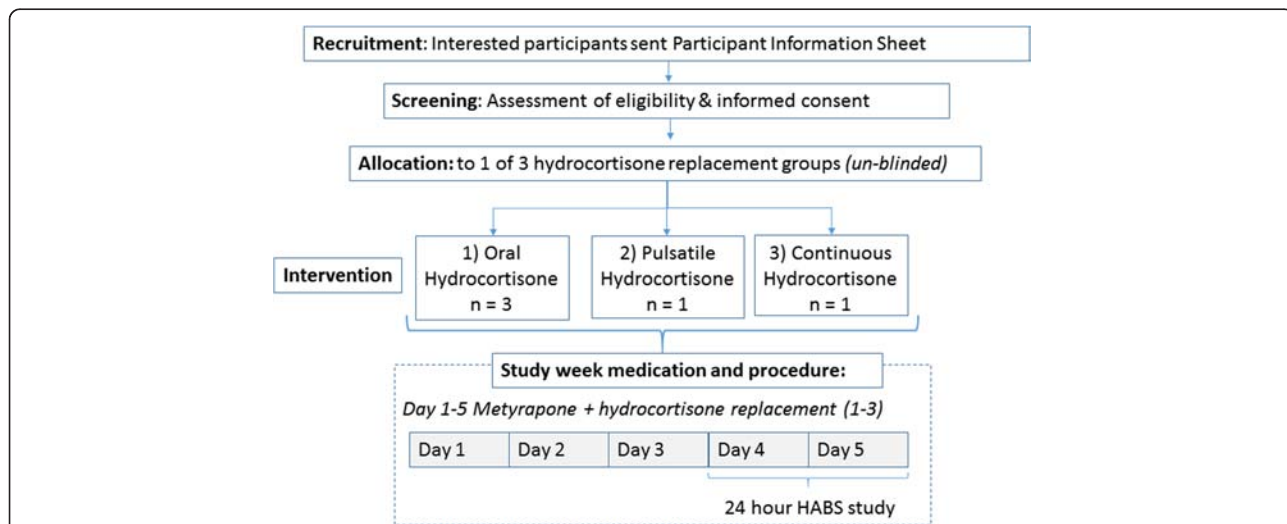 Recruitment: Interested participants sent Participant Information Sheet
Screening: Assessment of eligibility & informed consent
Allocation: to 1 of 3 hydrocortisone replacement groups (un-blinded)
Intervention
1) Oral
Hydrocortisone
n = 3
2) Pulsatile
Hydrocortisone
n = 1
3) Continuous
Hydrocortisone
n = 1
Study week medication and procedure:
Day 1-5 Metyrapone + hydrocortisone replacement (1-3)
Day 1 Day 2 Day 3 Day 4 Day 5
24 hour HABS study